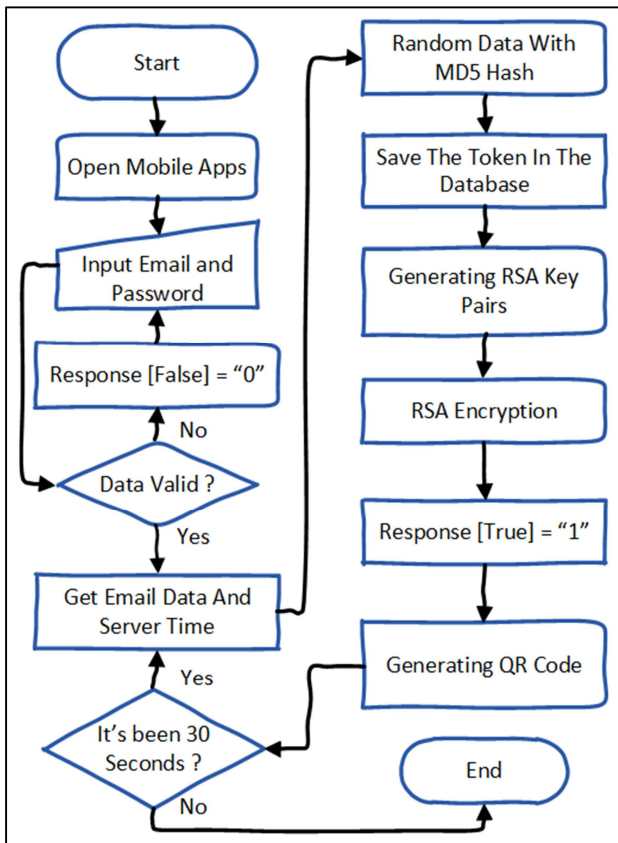 Start
Open Mobile Apps
Input Email and
Password
Response [False] = “0”
No
Data Valid ?
Yes
Get Email Data And
Server Time
Yes
It’s been 30
Seconds ?
No
Random Data With
MD5 Hash
Save The Token In The
Database
Generating RSA Key
Pairs
RSA Encryption
Response [True] = “1”
Generating QR Code
End